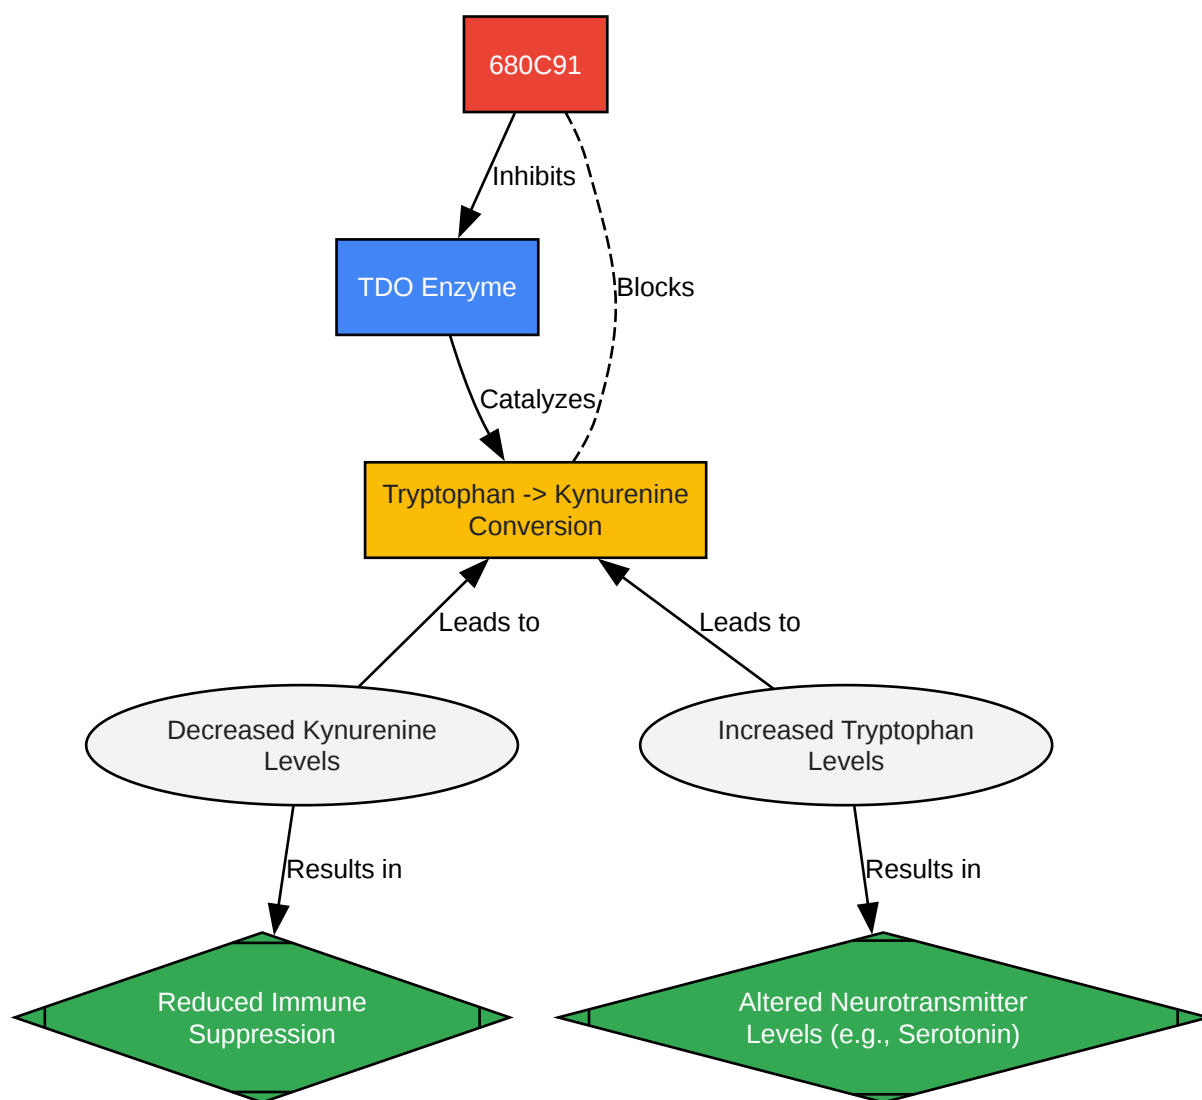 680C91
Inhibits
TDO Enzyme
Blocks
Catalyzes
Tryptophan -> Kynurenine
Conversion
Leads to
Leads to
Decreased Kynurenine
Levels
Increased Tryptophan
Levels
Results in
Results in
Reduced Immune
Suppression
Altered Neurotransmitter
Levels (e.g., Serotonin)